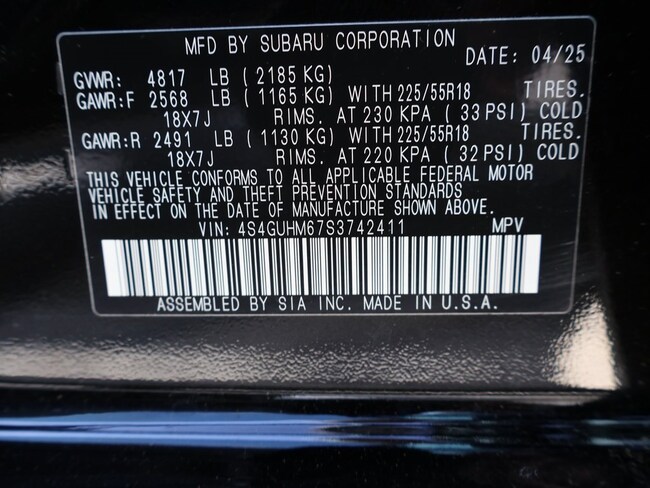 MFD BY SUBARU CORPORATION
DATE: 04/25
GVWR: 4817 LB (2185 KG)
GAWR:F 2568 LB (1165 KG) WITH 225/55R18 TIRES.
18X7J RIMS. AT 230 KPA (33 PSI) COLD
GAWR:R 2491 LB (1130 KG) WITH 225/55R18 TIRES.
18X7J RIMS. AT 220 KPA (32 PSI) COLD
THIS VEHICLE CONFORMS TO ALL APPLICABLE FEDERAL MOTOR
VEHICLE SAFETY AND THEFT PREVENTION STANDARDS
IN EFFECT ON THE DATE OF MANUFACTURE SHOWN ABOVE.
VIN: 4S4GUHM67S3742411 MPV
ASSEMBLED BY SIA INC. MADE IN U.S.A.